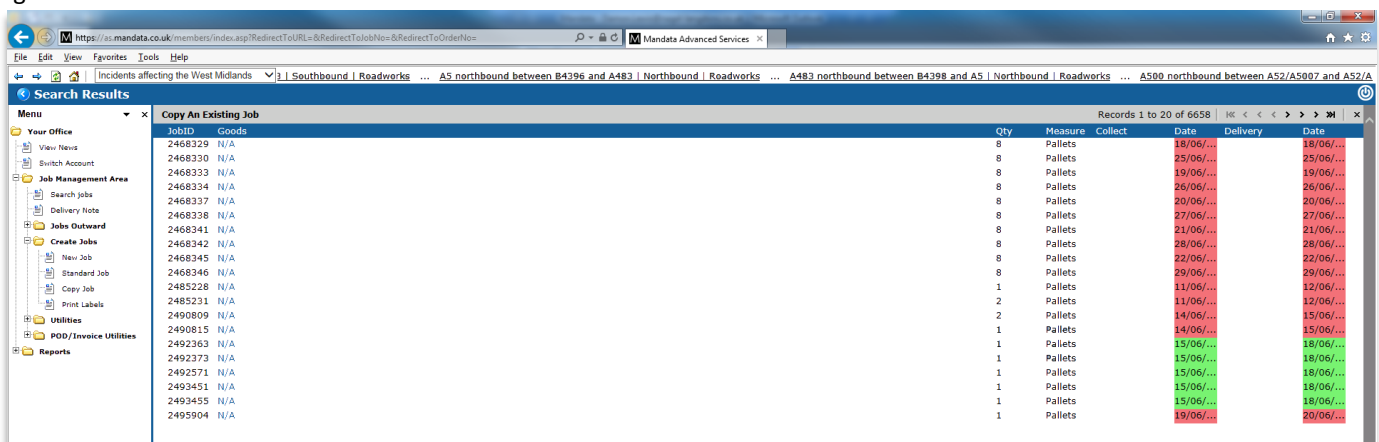 https://as.mandata.co.uk/members/index.asp?RedirectToURL=&RedirectToJobNo=&RedirectToOrderNo=
Mandata Advanced Services
File Edit View Favorites Tools Help
Incidents affecting the West Midlands | Southbound | Roadworks ... A5 northbound between B4396 and A483 | Northbound | Roadworks ... A483 northbound between B4398 and A5 | Northbound | Roadworks ... A500 northbound between A52/A5007 and A52/A
Search Results
Menu
Your Office
View News
Switch Account
Job Management Area
Search jobs
Delivery Note
Jobs Outward
Create Jobs
New Job
Standard Job
Copy Job
Print Labels
Utilities
POD/Invoice Utilities
Reports
Copy An Existing Job Records 1 to 20 of 6658
JobID Goods Qty Measure Collect Date Delivery Date
2468329 N/A 8 Pallets 18/06/... 18/06/...
2468330 N/A 8 Pallets 25/06/... 25/06/...
2468333 N/A 8 Pallets 19/06/... 19/06/...
2468334 N/A 8 Pallets 26/06/... 26/06/...
2468337 N/A 8 Pallets 20/06/... 20/06/...
2468338 N/A 8 Pallets 27/06/... 27/06/...
2468341 N/A 8 Pallets 21/06/... 21/06/...
2468342 N/A 8 Pallets 28/06/... 28/06/...
2468345 N/A 8 Pallets 22/06/... 22/06/...
2468346 N/A 8 Pallets 29/06/... 29/06/...
2485228 N/A 1 Pallets 11/06/... 12/06/...
2485231 N/A 2 Pallets 11/06/... 12/06/...
2490809 N/A 2 Pallets 14/06/... 15/06/...
2490815 N/A 1 Pallets 14/06/... 15/06/...
2492363 N/A 1 Pallets 15/06/... 18/06/...
2492373 N/A 1 Pallets 15/06/... 18/06/...
2492571 N/A 1 Pallets 15/06/... 18/06/...
2493451 N/A 1 Pallets 15/06/... 18/06/...
2493455 N/A 1 Pallets 15/06/... 18/06/...
2495904 N/A 1 Pallets 19/06/... 20/06/...